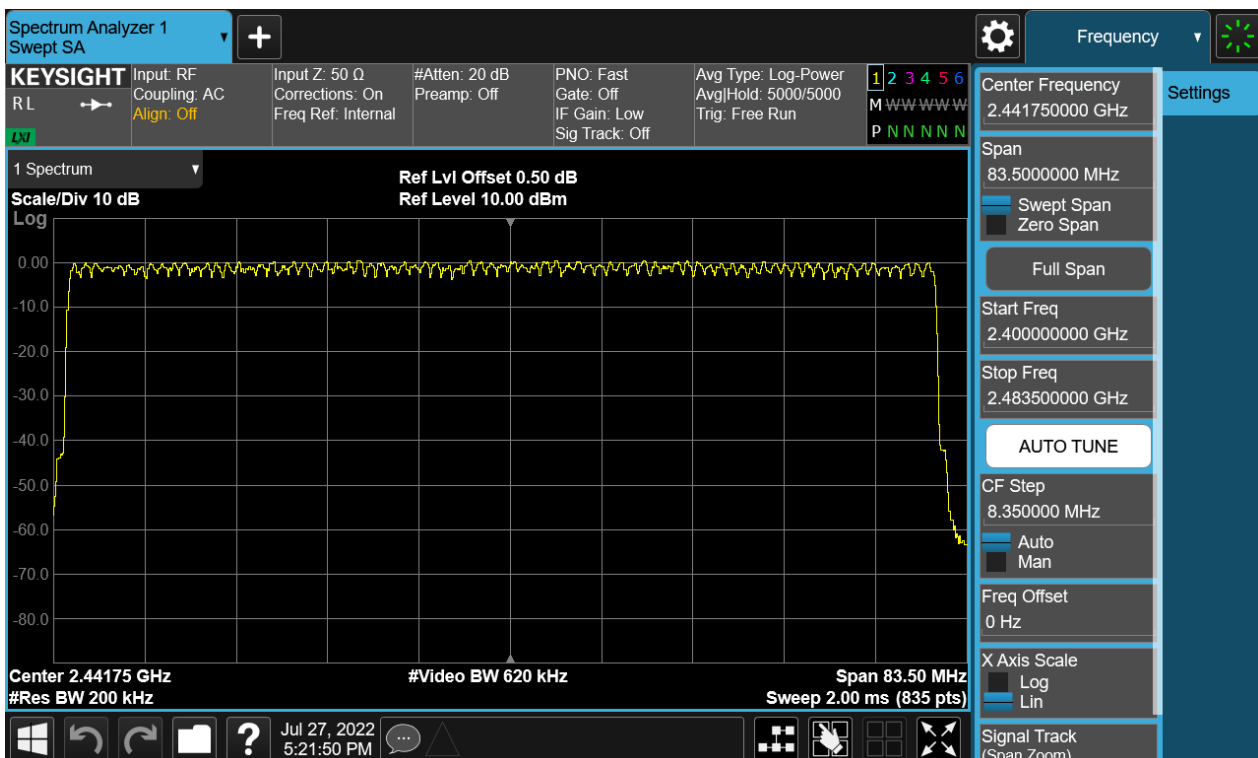 Spectrum Analyzer 1
Swept SA
Frequency
KEYSIGHT
R L
LXI
Input: RF
Coupling: AC
Align: Off
Input Z: 50 Ω
Corrections: On
Freq Ref: Internal
#Atten: 20 dB
Preamp: Off
PNO: Fast
Gate: Off
IF Gain: Low
Sig Track: Off
Avg Type: Log-Power
Avg|Hold: 5000/5000
Trig: Free Run
1 2 3 4 5 6
M W W W W W
P N N N N N
1 Spectrum
Scale/Div 10 dB
Log
Ref Lvl Offset 0.50 dB
Ref Level 10.00 dBm
0.00
-10.0
-20.0
-30.0
-40.0
-50.0
-60.0
-70.0
-80.0
Center 2.44175 GHz
#Res BW 200 kHz
#Video BW 620 kHz
Span 83.50 MHz
Sweep 2.00 ms (835 pts)
Jul 27, 2022
5:21:50 PM
Center Frequency
2.441750000 GHz
Span
83.5000000 MHz
Swept Span
Zero Span
Full Span
Start Freq
2.400000000 GHz
Stop Freq
2.483500000 GHz
AUTO TUNE
CF Step
8.350000 MHz
Auto
Man
Freq Offset
0 Hz
X Axis Scale
Log
Lin
Signal Track
(Span Zoom)
Settings